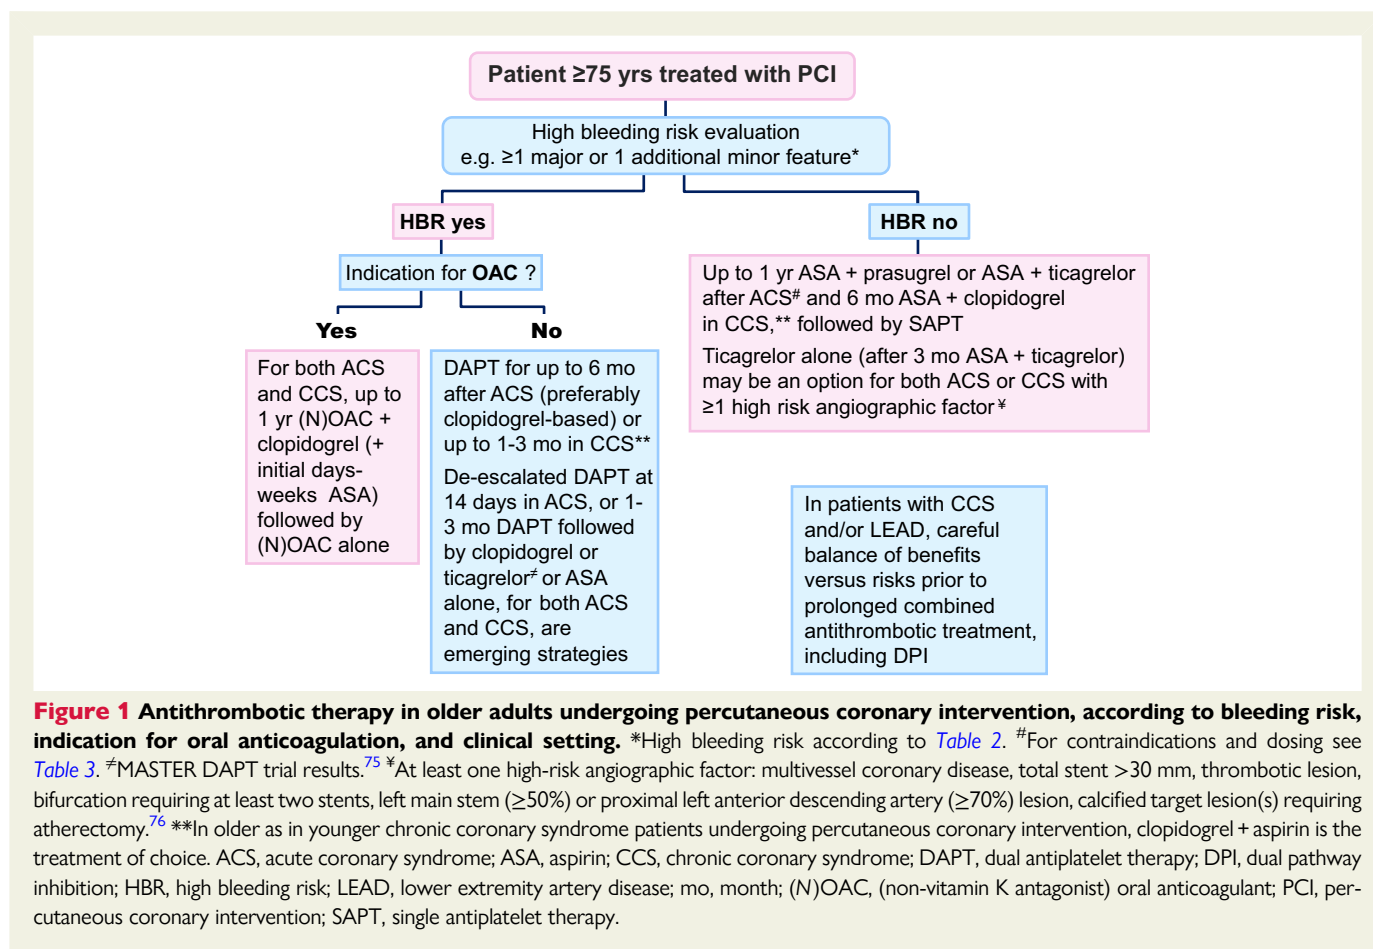 Patient ≥75 yrs treated with PCI
High bleeding risk evaluation
e.g. ≥1 major or 1 additional minor feature*
HBR yes
HBR no
Indication for OAC ?
Yes
No
For both ACS
and CCS, up to
1 yr (N)OAC +
clopidogrel (+
initial days-
weeks ASA)
followed by
(N)OAC alone
DAPT for up to 6 mo
after ACS (preferably
clopidogrel-based) or
up to 1-3 mo in CCS**
De-escalated DAPT at
14 days in ACS, or 1-
3 mo DAPT followed
by clopidogrel or
ticagrelor≠ or ASA
alone, for both ACS
and CCS, are
emerging strategies
Up to 1 yr ASA + prasugrel or ASA + ticagrelor
after ACS# and 6 mo ASA + clopidogrel
in CCS,** followed by SAPT
Ticagrelor alone (after 3 mo ASA + ticagrelor)
may be an option for both ACS or CCS with
≥1 high risk angiographic factor¥
In patients with CCS
and/or LEAD, careful
balance of benefits
versus risks prior to
prolonged combined
antithrombotic treatment,
including DPI
Figure 1 Antithrombotic therapy in older adults undergoing percutaneous coronary intervention, according to bleeding risk,
indication for oral anticoagulation, and clinical setting. *High bleeding risk according to Table 2. #For contraindications and dosing see
Table 3. ≠MASTER DAPT trial results.75 ¥At least one high-risk angiographic factor: multivessel coronary disease, total stent >30 mm, thrombotic lesion,
bifurcation requiring at least two stents, left main stem (≥50%) or proximal left anterior descending artery (≥70%) lesion, calcified target lesion(s) requiring
atherectomy.76 **In older as in younger chronic coronary syndrome patients undergoing percutaneous coronary intervention, clopidogrel + aspirin is the
treatment of choice. ACS, acute coronary syndrome; ASA, aspirin; CCS, chronic coronary syndrome; DAPT, dual antiplatelet therapy; DPI, dual pathway
inhibition; HBR, high bleeding risk; LEAD, lower extremity artery disease; mo, month; (N)OAC, (non-vitamin K antagonist) oral anticoagulant; PCI, per-
cutaneous coronary intervention; SAPT, single antiplatelet therapy.